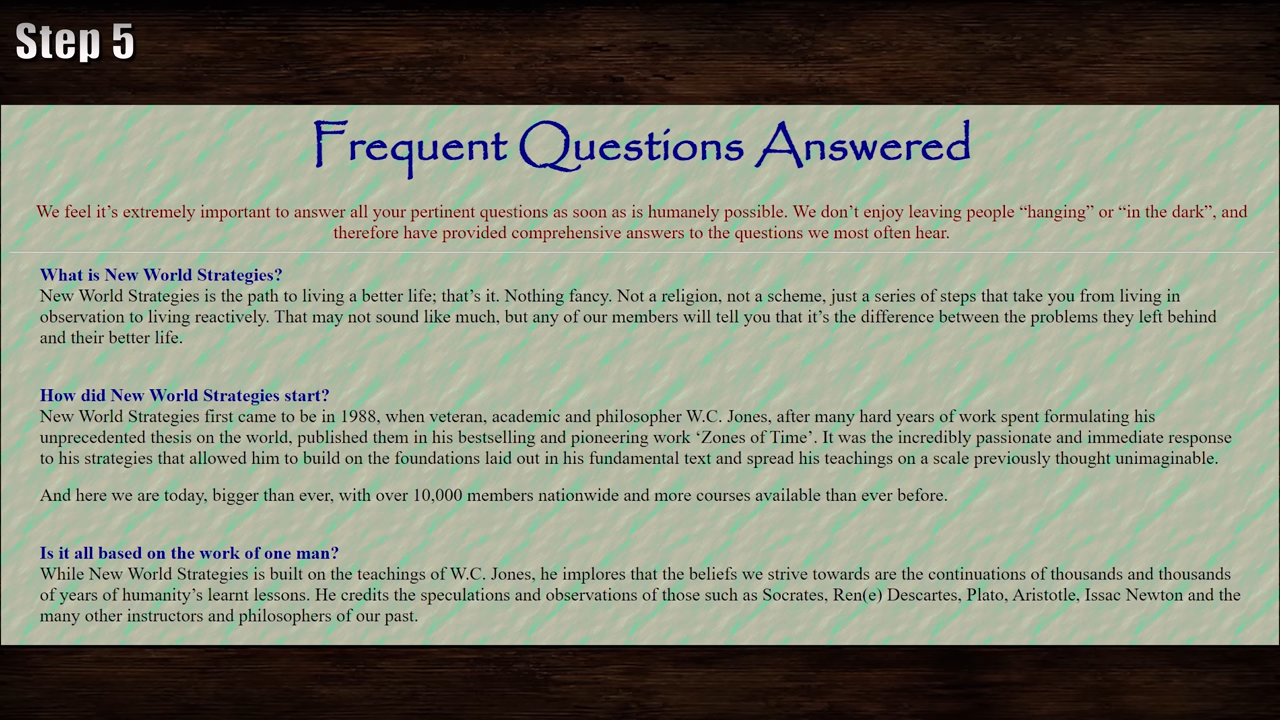 Step 5
Frequent Questions Answered
We feel it’s extremely important to answer all your pertinent questions as soon as is humanely possible. We don’t enjoy leaving people “hanging” or “in the dark”, and
therefore have provided comprehensive answers to the questions we most often hear.
What is New World Strategies?
New World Strategies is the path to living a better life; that’s it. Nothing fancy. Not a religion, not a scheme, just a series of steps that take you from living in
observation to living reactively. That may not sound like much, but any of our members will tell you that it’s the difference between the problems they left behind
and their better life.
How did New World Strategies start?
New World Strategies first came to be in 1988, when veteran, academic and philosopher W.C. Jones, after many hard years of work spent formulating his
unprecedented thesis on the world, published them in his bestselling and pioneering work ‘Zones of Time’. It was the incredibly passionate and immediate response
to his strategies that allowed him to build on the foundations laid out in his fundamental text and spread his teachings on a scale previously thought unimaginable.
And here we are today, bigger than ever, with over 10,000 members nationwide and more courses available than ever before.
Is it all based on the work of one man?
While New World Strategies is built on the teachings of W.C. Jones, he implores that the beliefs we strive towards are the continuations of thousands and thousands
of years of humanity’s learnt lessons. He credits the speculations and observations of those such as Socrates, Ren(e) Descartes, Plato, Aristotle, Issac Newton and the
many other instructors and philosophers of our past.